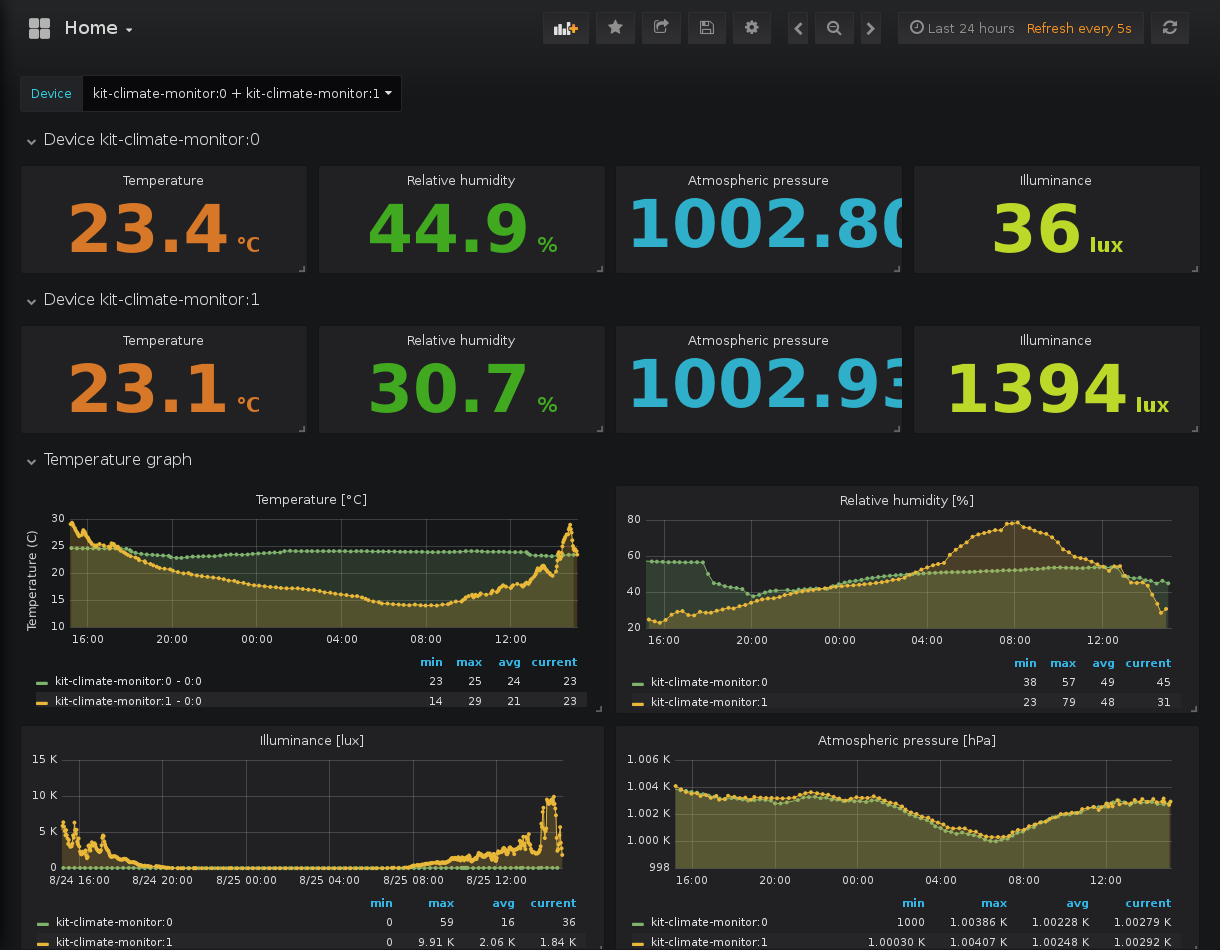 Home
Last 24 hours Refresh every 5s
Device kit-climate-monitor:0 + kit-climate-monitor:1
Device kit-climate-monitor:0
Temperature Relative humidity Atmospheric pressure Illuminance
23.4 °C 44.9 % 1002.80 36 lux
Device kit-climate-monitor:1
Temperature Relative humidity Atmospheric pressure Illuminance
23.1 °C 30.7 % 1002.93 1394 lux
Temperature graph
Temperature [°C]
Temperature (C)
30
25
20
15
10
16:00 20:00 00:00 04:00 08:00 12:00
min max avg current
kit-climate-monitor:0 - 0:0 23 25 24 23
kit-climate-monitor:1 - 0:0 14 29 21 23
Relative humidity [%]
80
60
40
20
16:00 20:00 00:00 04:00 08:00 12:00
min max avg current
kit-climate-monitor:0 38 57 49 45
kit-climate-monitor:1 23 79 48 31
Illuminance [lux]
15 K
10 K
5 K
0
8/24 16:00 8/24 20:00 8/25 00:00 8/25 04:00 8/25 08:00 8/25 12:00
min max avg current
kit-climate-monitor:0 0 59 16 36
kit-climate-monitor:1 0 9.91 K 2.06 K 1.84 K
Atmospheric pressure [hPa]
1.006 K
1.004 K
1.002 K
1.000 K
998
16:00 20:00 00:00 04:00 08:00 12:00
min max avg current
kit-climate-monitor:0 1000 1.00386 K 1.00228 K 1.00279 K
kit-climate-monitor:1 1.00030 K 1.00407 K 1.00248 K 1.00292 K